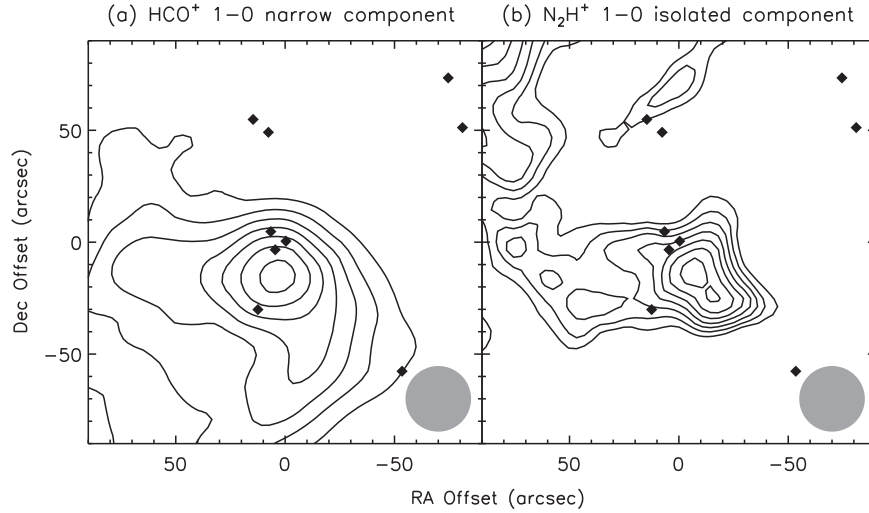 (a) HCO⁺ 1−0 narrow component
(b) N₂H⁺ 1−0 isolated component
50
0
−50
Dec Offset (arcsec)
50
0
−50
50
0
−50
RA Offset (arcsec)